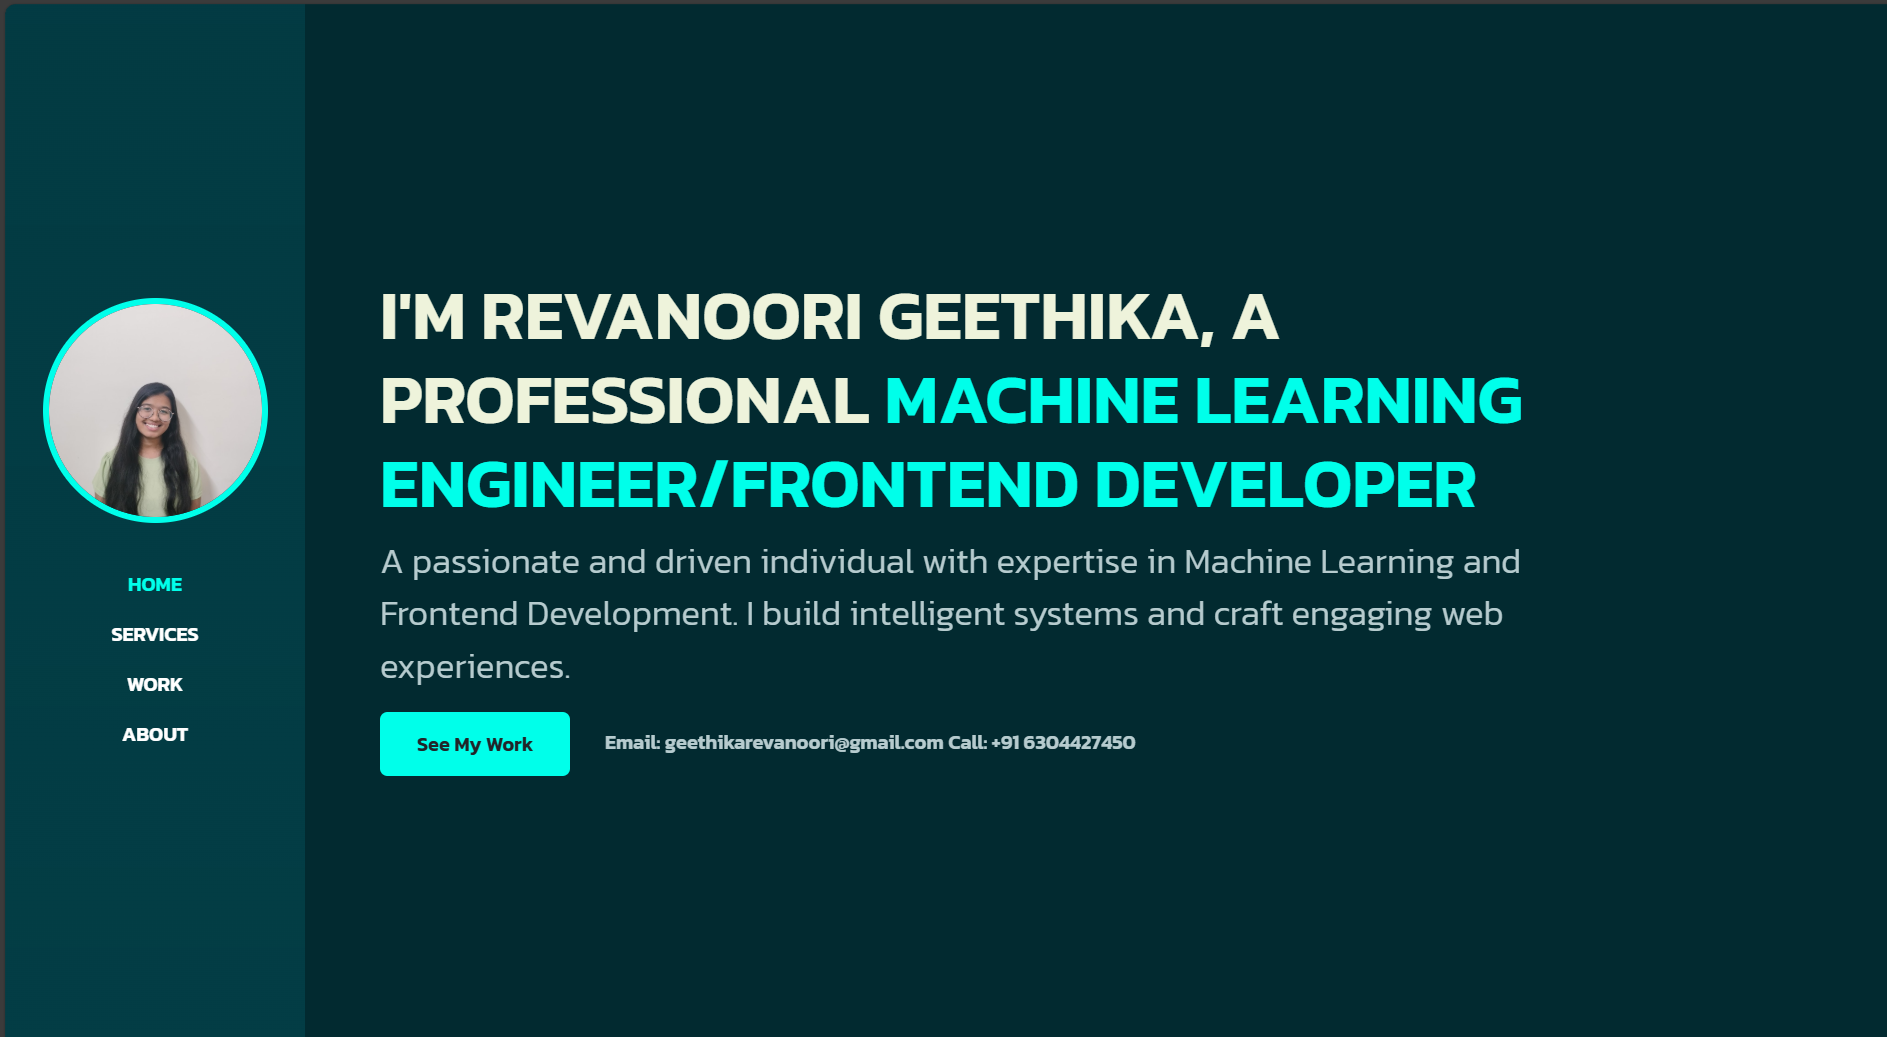 HOME
SERVICES
WORK
ABOUT
I'M REVANOORI GEETHIKA, A
PROFESSIONAL MACHINE LEARNING
ENGINEER/FRONTEND DEVELOPER
A passionate and driven individual with expertise in Machine Learning and
Frontend Development. I build intelligent systems and craft engaging web
experiences.
See My Work
Email: geethikarevanoori@gmail.com Call: +91 6304427450